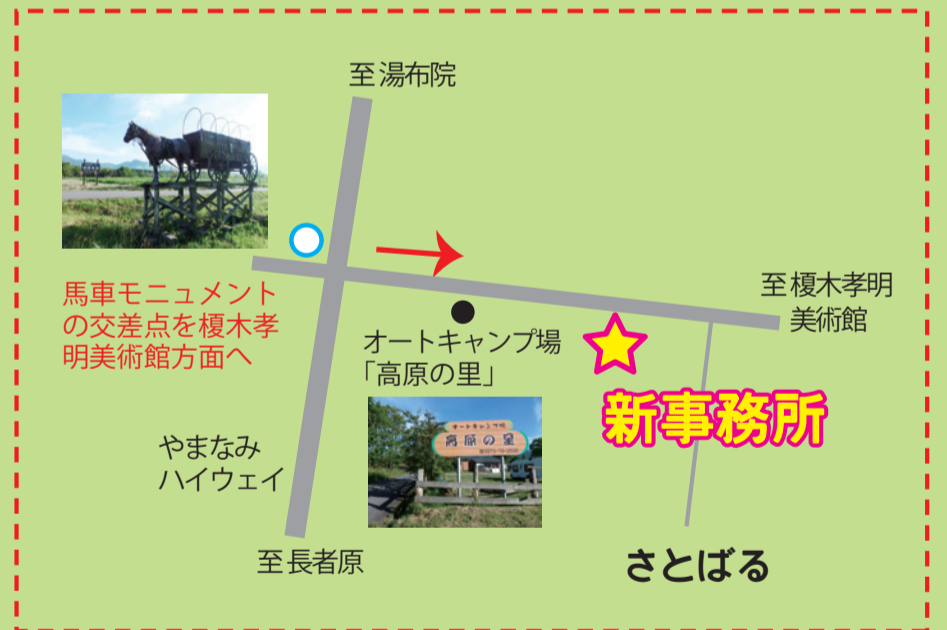 至 湯布院
馬車モニュメント
の交差点を榎木孝
明美術館方面へ
至 榎木孝明
美術館
オートキャンプ場
「高原の里」
オートキャンプ場
高原の里
新事務所
やまなみ
ハイウェイ
至 長者原
さとばる